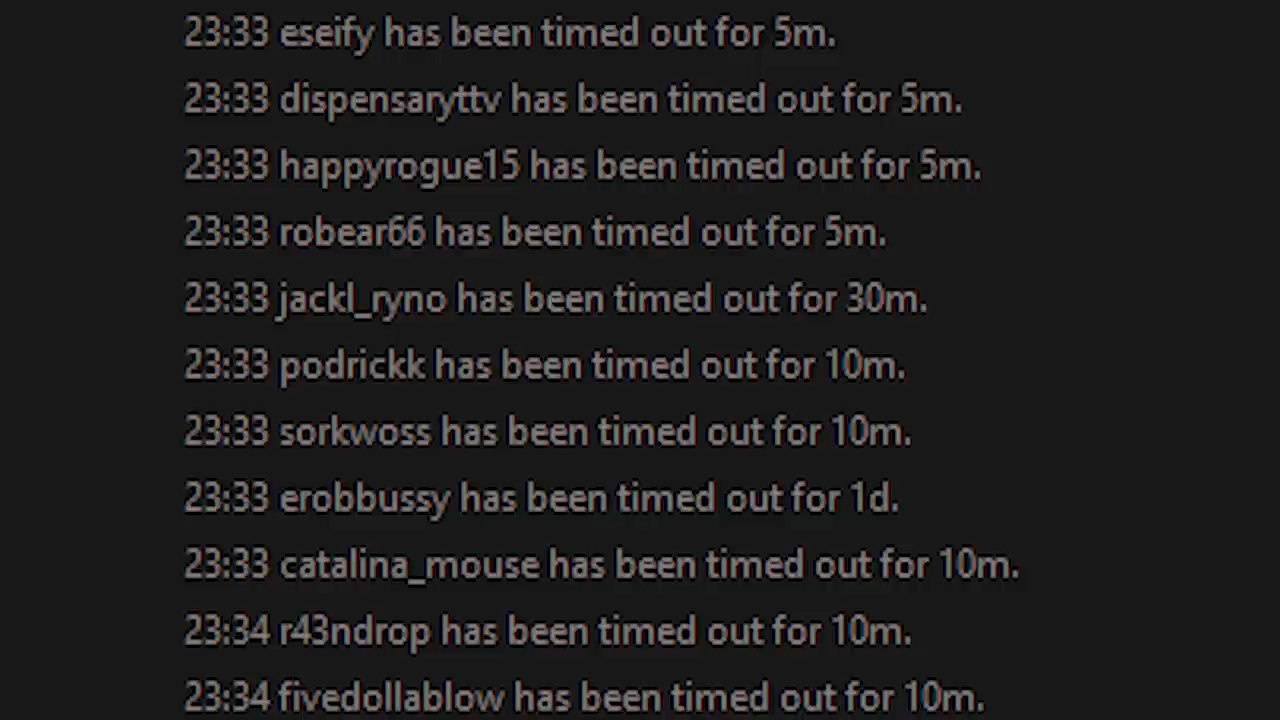 23:33 eseify has been timed out for 5m.
23:33 dispensaryttv has been timed out for 5m.
23:33 happyrogue15 has been timed out for 5m.
23:33 robear66 has been timed out for 5m.
23:33 jackl_ryno has been timed out for 30m.
23:33 podrickk has been timed out for 10m.
23:33 sorkwoss has been timed out for 10m.
23:33 erobbussy has been timed out for 1d.
23:33 catalina_mouse has been timed out for 10m.
23:34 r43ndrop has been timed out for 10m.
23:34 fivedollablow has been timed out for 10m.